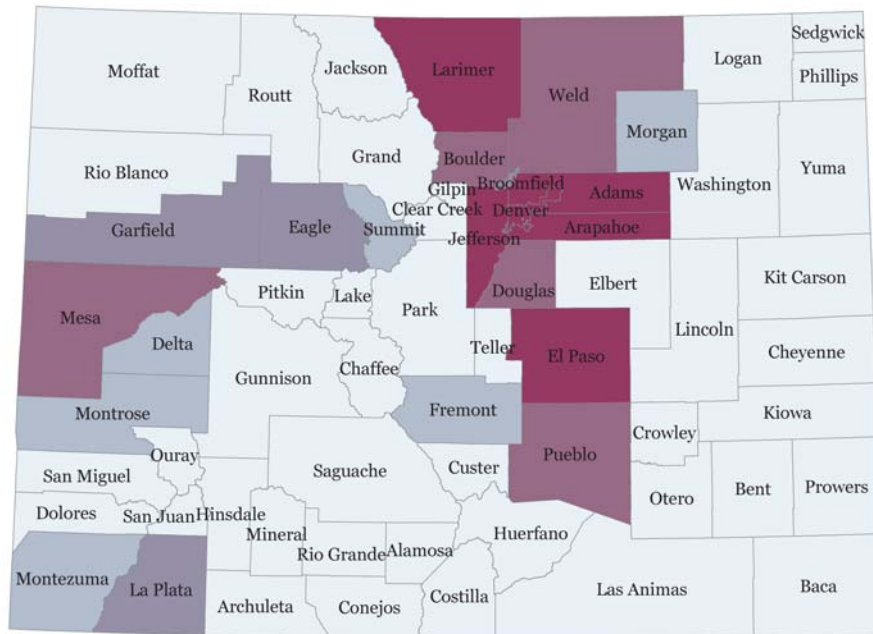 Sedgwick
Logan
Phillips
Moffat
Jackson
Larimer
Weld
Routt
Morgan
Yuma
Grand
Boulder
Rio Blanco
Washington
Gilpin
Broomfield
Adams
Clear Creek
Denver
Garfield
Eagle
Summit
Arapahoe
Jefferson
Kit Carson
Elbert
Pitkin
Lake
Douglas
Park
Mesa
Lincoln
Delta
Teller
El Paso
Cheyenne
Chaffee
Gunnison
Montrose
Fremont
Kiowa
Crowley
Ouray
Pueblo
Saguache
Custer
San Miguel
Prowers
Bent
Otero
Dolores
San Juan
Hinsdale
Mineral
Huerfano
Rio Grande
Alamosa
Montezuma
La Plata
Las Animas
Baca
Costilla
Archuleta
Conejos